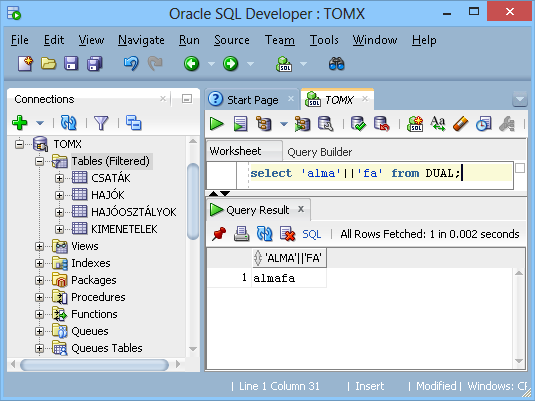 Oracle SQL Developer : TOMX
File Edit View Navigate Run Source Team Tools Window Help
SQL
Connections
Start Page TOMX
TOMX
Tables (Filtered)
CSATÁK
HAJÓK
HAJÓOSZTÁLYOK
KIMENETELEK
Views
Indexes
Packages
Procedures
Functions
Queues
Queues Tables
SQL
Aa
Worksheet Query Builder
select 'alma'||'fa' from DUAL;
Query Result x
SQL All Rows Fetched: 1 in 0.002 seconds
'ALMA'||'FA'
1 almafa
Line 1 Column 31 Insert Modified Windows: